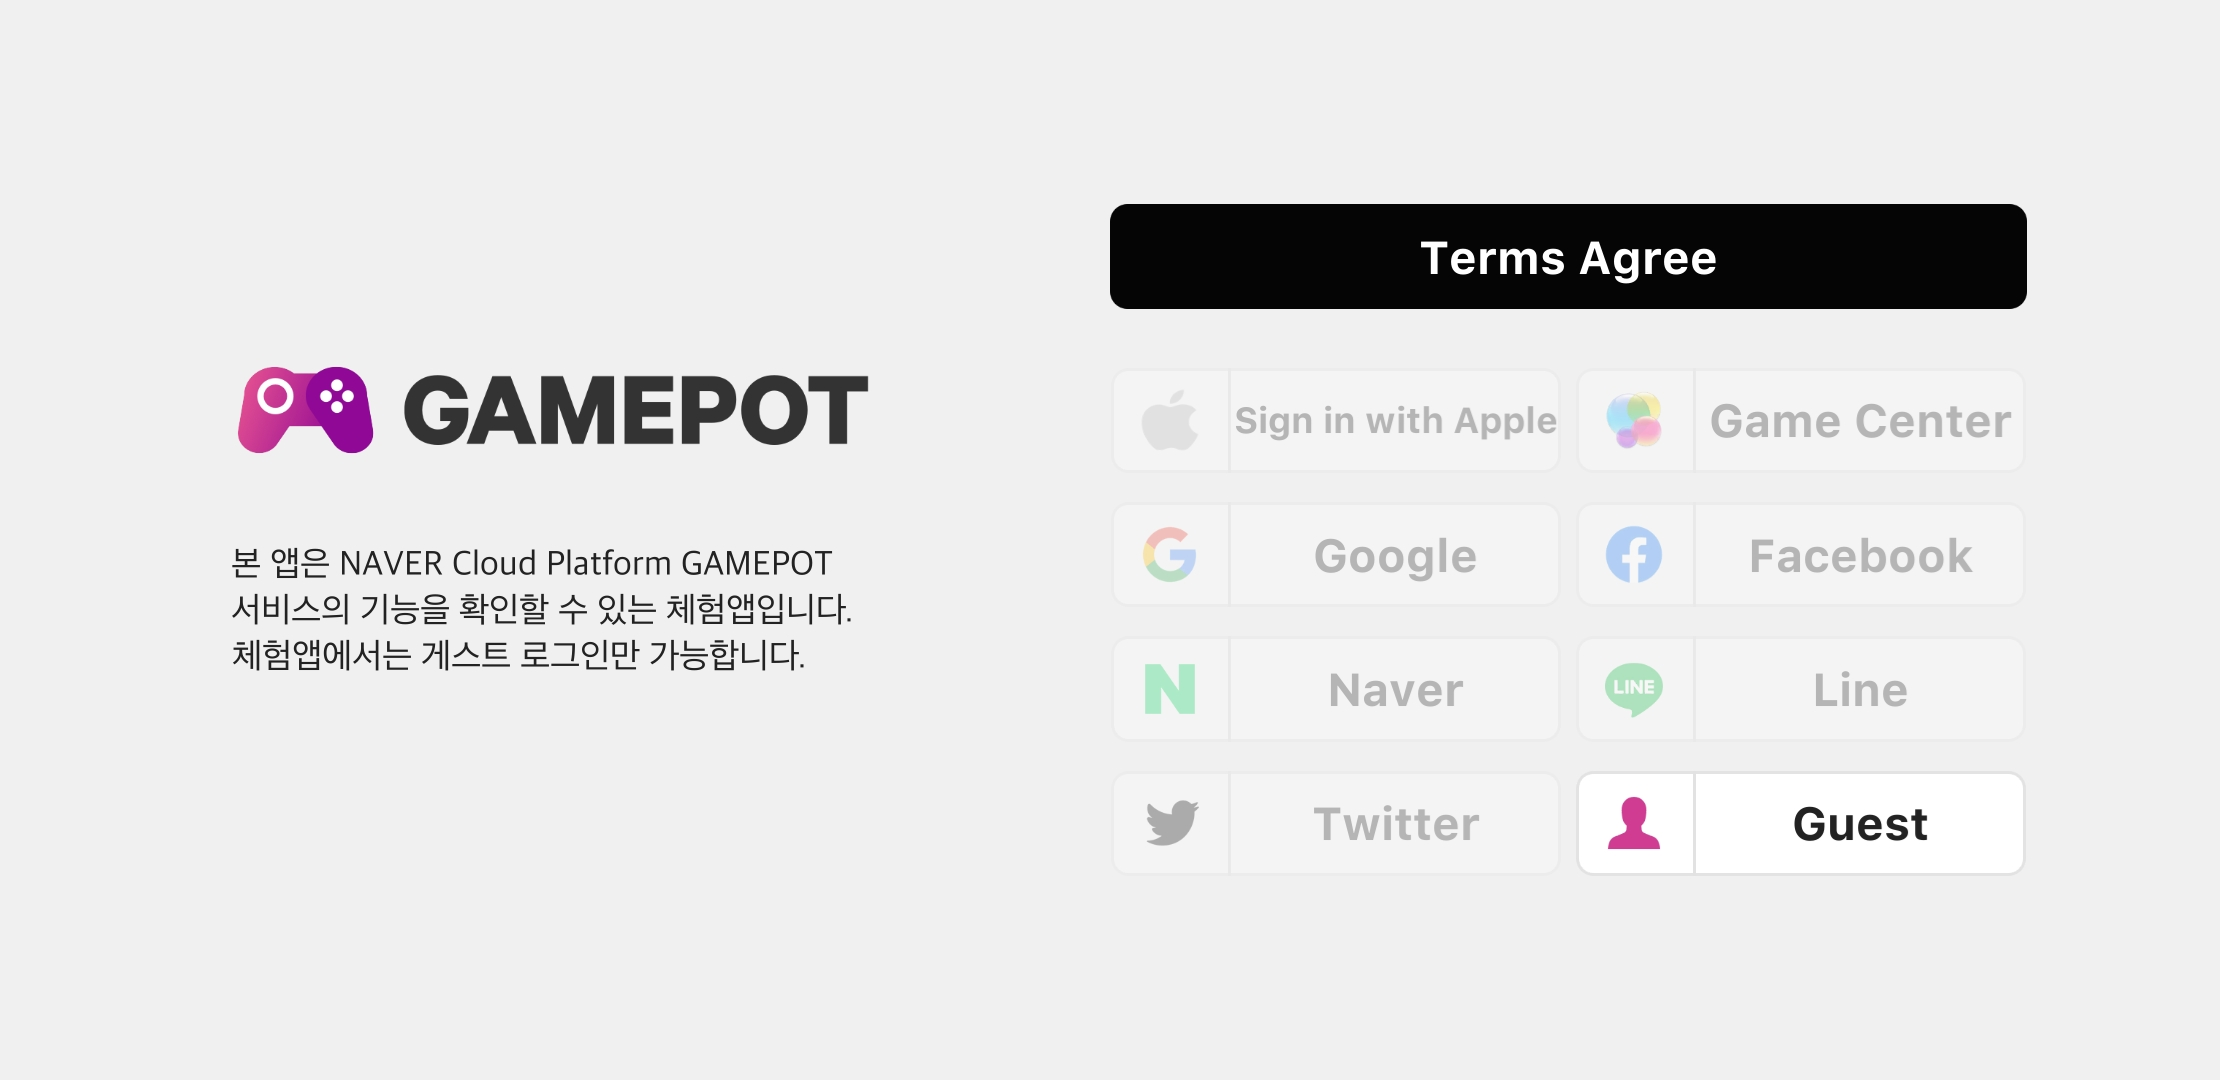 GAMEPOT
본 앱은 NAVER Cloud Platform GAMEPOT
서비스의 기능을 확인할 수 있는 체험앱입니다.
체험앱에서는 게스트 로그인만 가능합니다.
Terms Agree
Sign in with Apple
Game Center
Google
Facebook
Naver
LINE
Line
Twitter
Guest